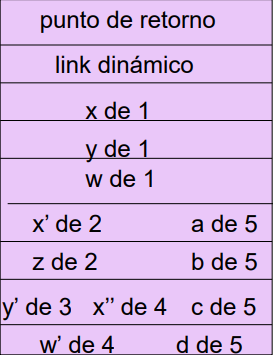 punto de retorno
link dinámico
x de 1
y de 1
w de 1
x’ de 2 a de 5
z de 2 b de 5
y’ de 3 x’’ de 4 c de 5
w’ de 4 d de 5